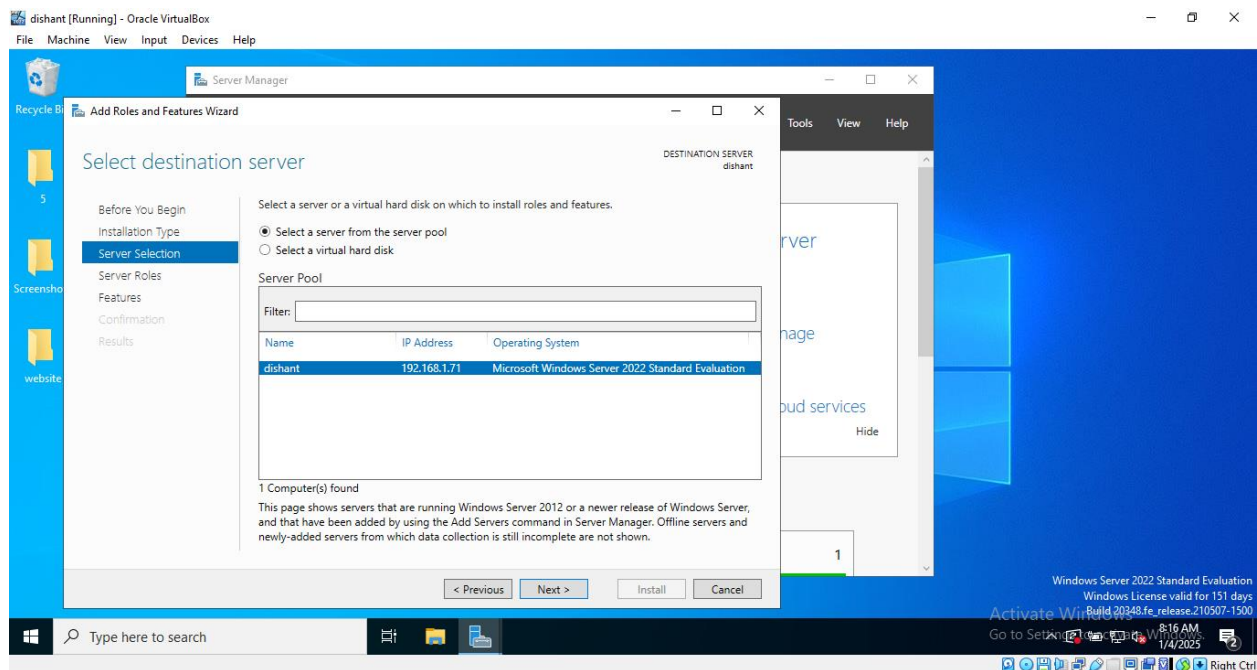 dishant [Running] - Oracle VirtualBox
File Machine View Input Devices Help
Recycle Bi
Server Manager
Add Roles and Features Wizard
Tools View Help
Select destination server
DESTINATION SERVER
dishant
5
Before You Begin
Installation Type
Server Selection
Server Roles
Features
Confirmation
Results
Select a server or a virtual hard disk on which to install roles and features.
Select a server from the server pool
Select a virtual hard disk
Server Pool
Filter:
Name IP Address Operating System
dishant 192.168.1.71 Microsoft Windows Server 2022 Standard Evaluation
1 Computer(s) found
This page shows servers that are running Windows Server 2012 or a newer release of Windows Server,
and that have been added by using the Add Servers command in Server Manager. Offline servers and
newly-added servers from which data collection is still incomplete are not shown.
< Previous Next > Install Cancel
rver
nage
oud services
Hide
1
Screensho
website
Windows Server 2022 Standard Evaluation
Windows License valid for 151 days
Build 20348.fe_release.210507-1500
Activate Windows
Go to Settings to activate Windows.
Type here to search
8:16 AM
1/4/2025
2
Right Ctrl